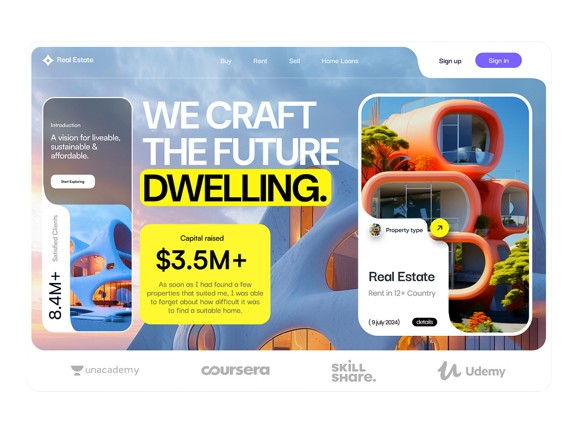 Real Estate
Buy
Rent
Sell
Home Loans
Sign up
Sign in
Introduction
A vision for liveable,
sustainable &
affordable.
Start Exploring
Satisfied Clients
8.4M+
WE CRAFT
THE FUTURE
DWELLING.
Capital raised
$3.5M+
As soon as I had found a few
properties that suited me, I was able
to forget about how difficult it was
to find a suitable home.
Property type
Real Estate
Rent in 12+ Country
( 9 july 2024)
details
unacademy
coursera
SKILL
SHARE.
Udemy